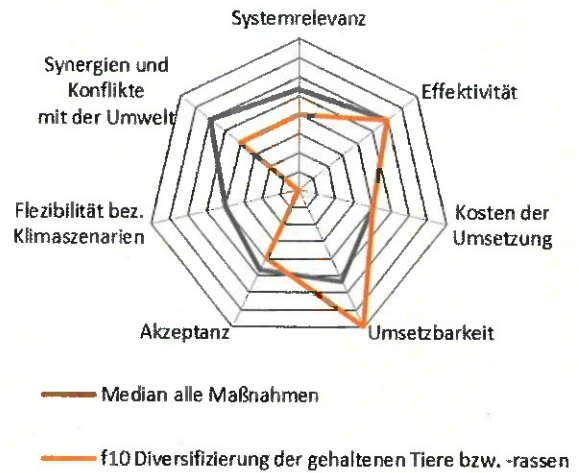 Systemrelevanz
Synergien und
Konflikte
mit der Umwelt
Effektivität
Flezibilität bez.
Klimaszenarien
Kosten der
Umsetzung
Akzeptanz
Umsetzbarkeit
Median alle Maßnahmen
f10 Diversifizierung der gehaltenen Tiere bzw. -rassen